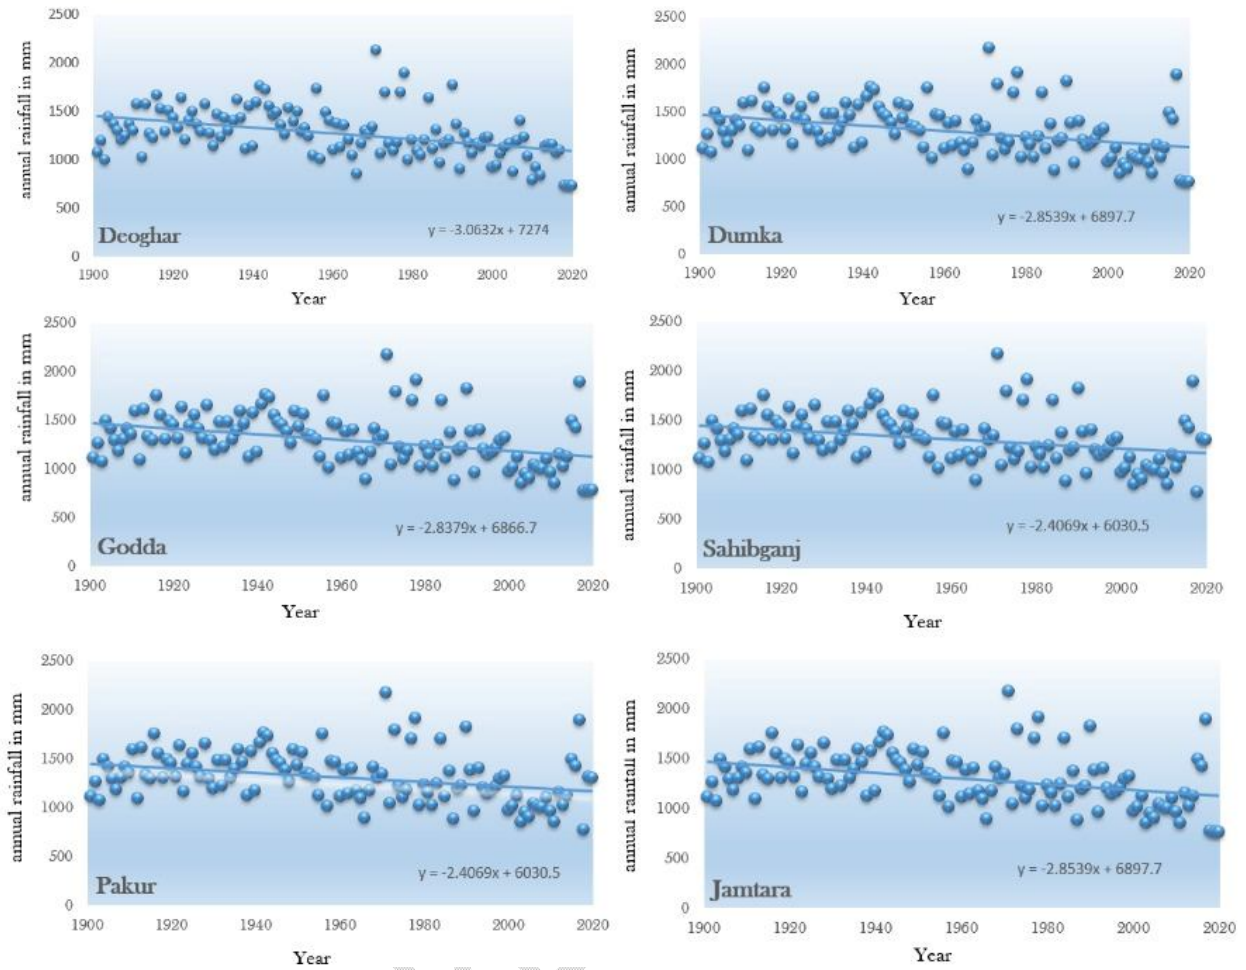 2500
2000
1500
1000
500
0
annual rainfall in mm
Deoghar
y = -3.0632x + 7274
1900 1920 1940 1960 1980 2000 2020
Year
2500
2000
1500
1000
500
0
annual rainfall in mm
Dumka
y = -2.8539x + 6897.7
1900 1920 1940 1960 1980 2000 2020
Year
2500
2000
1500
1000
500
0
annual rainfall in mm
Godda
y = -2.8379x + 6866.7
1900 1920 1940 1960 1980 2000 2020
Year
2500
2000
1500
1000
500
0
annual rainfall in mm
Sahibganj
y = -2.4069x + 6030.5
1900 1920 1940 1960 1980 2000 2020
Year
2500
2000
1500
1000
500
0
annual rainfall in mm
Pakur
y = -2.4069x + 6030.5
1900 1920 1940 1960 1980 2000 2020
Year
2500
2000
1500
1000
500
0
annual rainfall in mm
Jamtara
y = -2.8539x + 6897.7
1900 1920 1940 1960 1980 2000 2020
Year